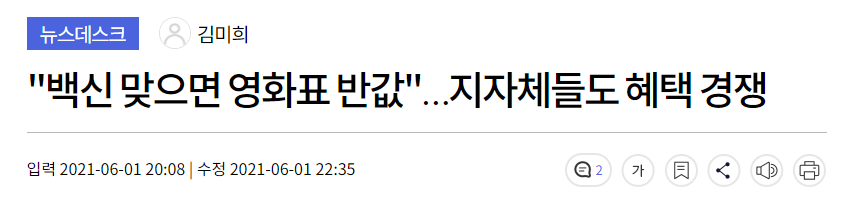 뉴스데스크 김미희
"백신 맞으면 영화표 반값"…지자체들도 혜택 경쟁
입력 2021-06-01 20:08 | 수정 2021-06-01 22:35 2 가